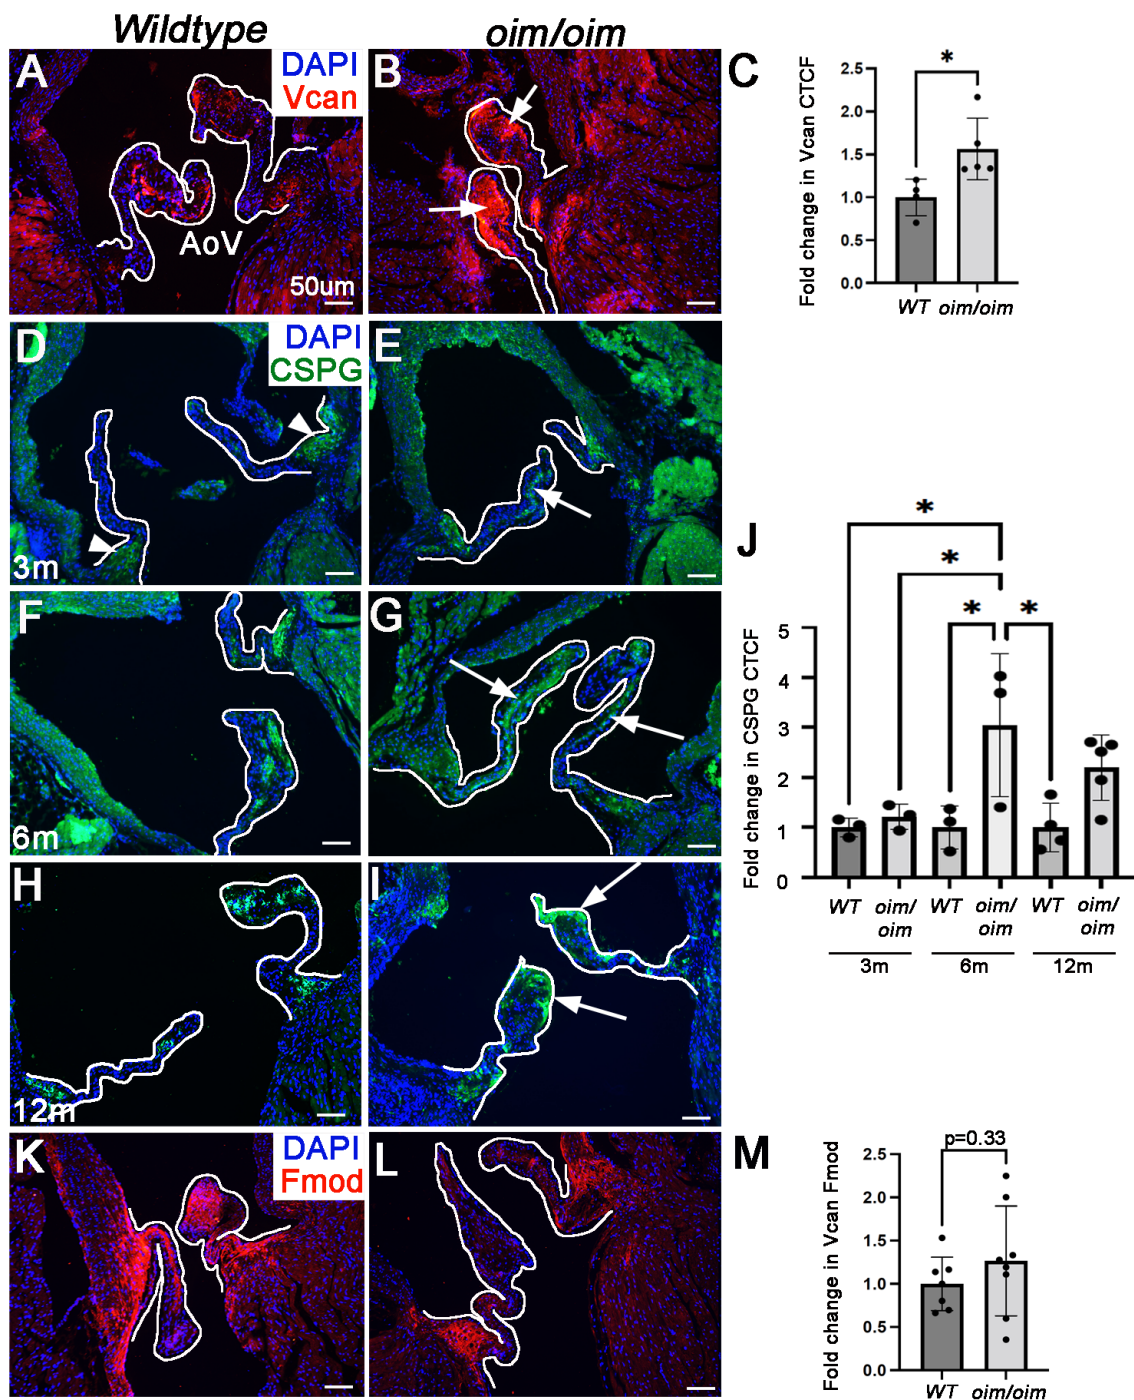 Wildtype
oim/oim
A
DAPI
Vcan
AoV
50um
B
C
Fold change in Vcan CTCF
2.5
2.0
1.5
1.0
0.5
0.0
*
WT
oim/oim
D
DAPI
CSPG
3m
E
F
6m
G
H
12m
I
J
Fold change in CSPG CTCF
5
4
3
2
1
0
*
*
*
*
WT
oim/
oim
WT
oim/
oim
WT
oim/
oim
3m
6m
12m
K
DAPI
Fmod
L
M
Fold change in Vcan Fmod
2.5
2.0
1.5
1.0
0.5
0.0
p=0.33
WT
oim/oim